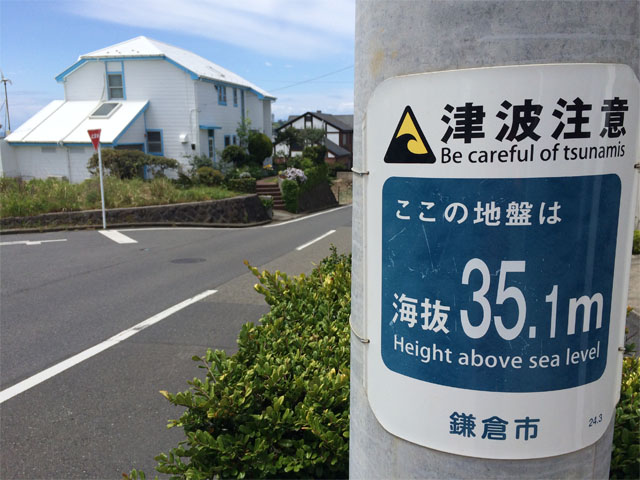 津波注意
Be careful of tsunamis
ここの地盤は
海抜35.1m
Height above sea level
鎌倉市
24.3